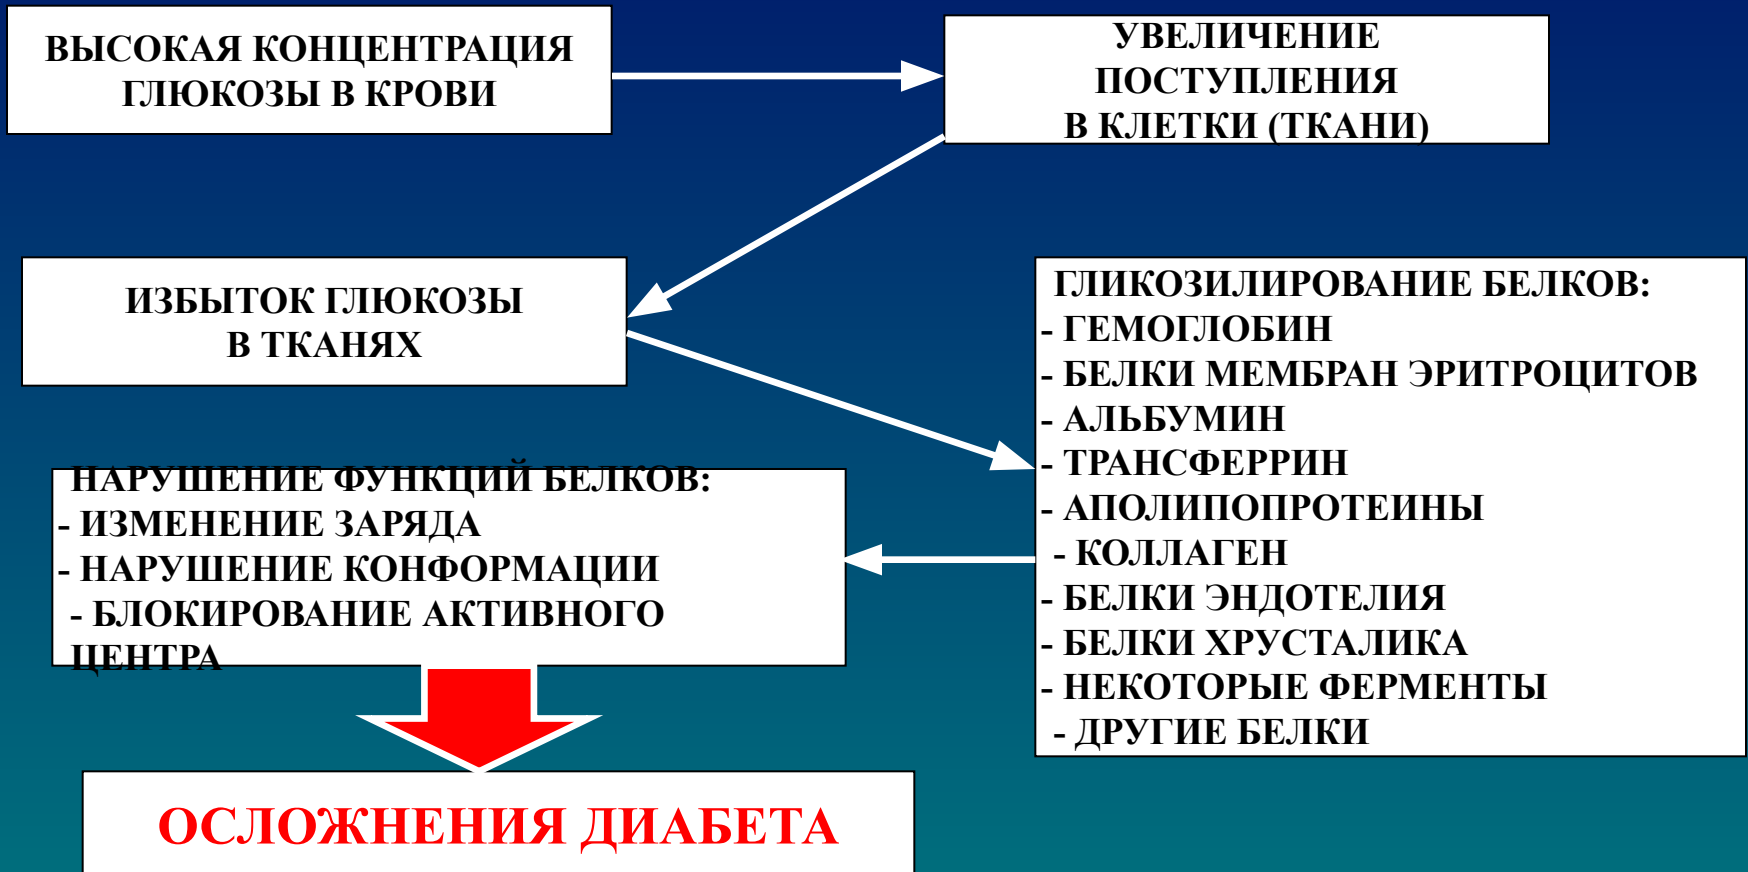 ВЫСОКАЯ КОНЦЕНТРАЦИЯ
ГЛЮКОЗЫ В КРОВИ
УВЕЛИЧЕНИЕ
ПОСТУПЛЕНИЯ
В КЛЕТКИ (ТКАНИ)
ИЗБЫТОК ГЛЮКОЗЫ
В ТКАНЯХ
ГЛИКОЗИЛИРОВАНИЕ БЕЛКОВ:
- ГЕМОГЛОБИН
- БЕЛКИ МЕМБРАН ЭРИТРОЦИТОВ
- АЛЬБУМИН
- ТРАНСФЕРРИН
- АПОЛИПОПРОТЕИНЫ
- КОЛЛАГЕН
- БЕЛКИ ЭНДОТЕЛИЯ
- БЕЛКИ ХРУСТАЛИКА
- НЕКОТОРЫЕ ФЕРМЕНТЫ
- ДРУГИЕ БЕЛКИ
НАРУШЕНИЕ ФУНКЦИЙ БЕЛКОВ:
- ИЗМЕНЕНИЕ ЗАРЯДА
- НАРУШЕНИЕ КОНФОРМАЦИИ
- БЛОКИРОВАНИЕ АКТИВНОГО
ЦЕНТРА
ОСЛОЖНЕНИЯ ДИАБЕТА